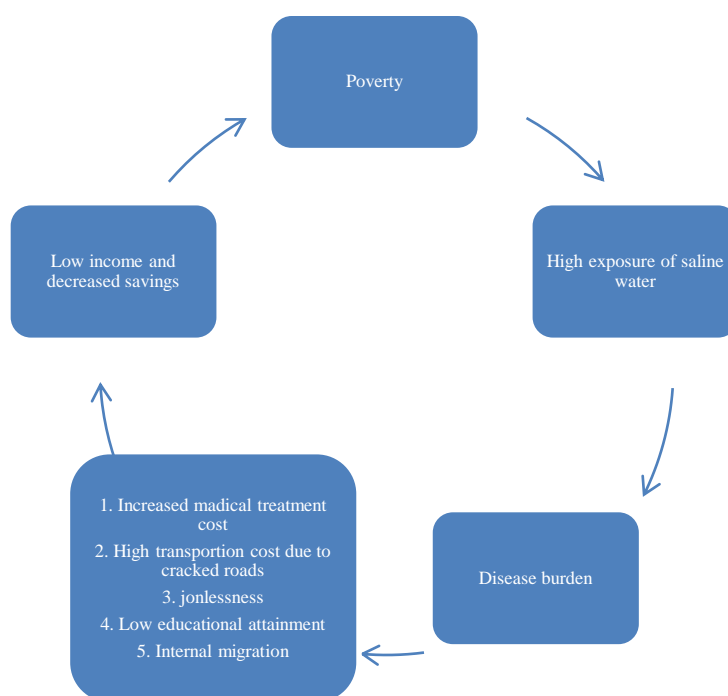 Poverty
High exposure of saline
water
Disease burden
1. Increased madical treatment
cost
2. High transportion cost due to
cracked roads
3. jonlessness
4. Low educational attainment
5. Internal migration
Low income and
decreased savings